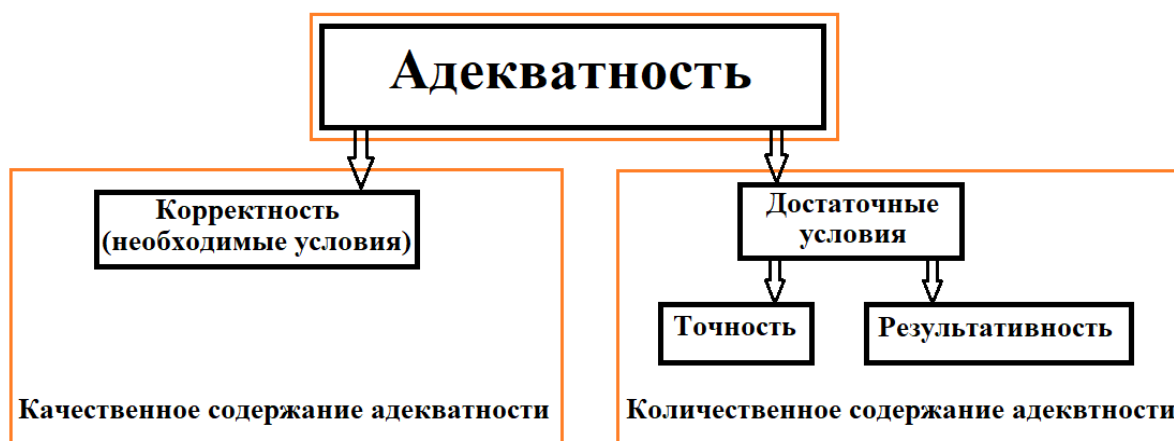 Адекватность
Корректность
(необходимые условия)
Достаточные
условия
Точность
Результативность
Качественное содержание адекватности
Количественное содержание адеквтности